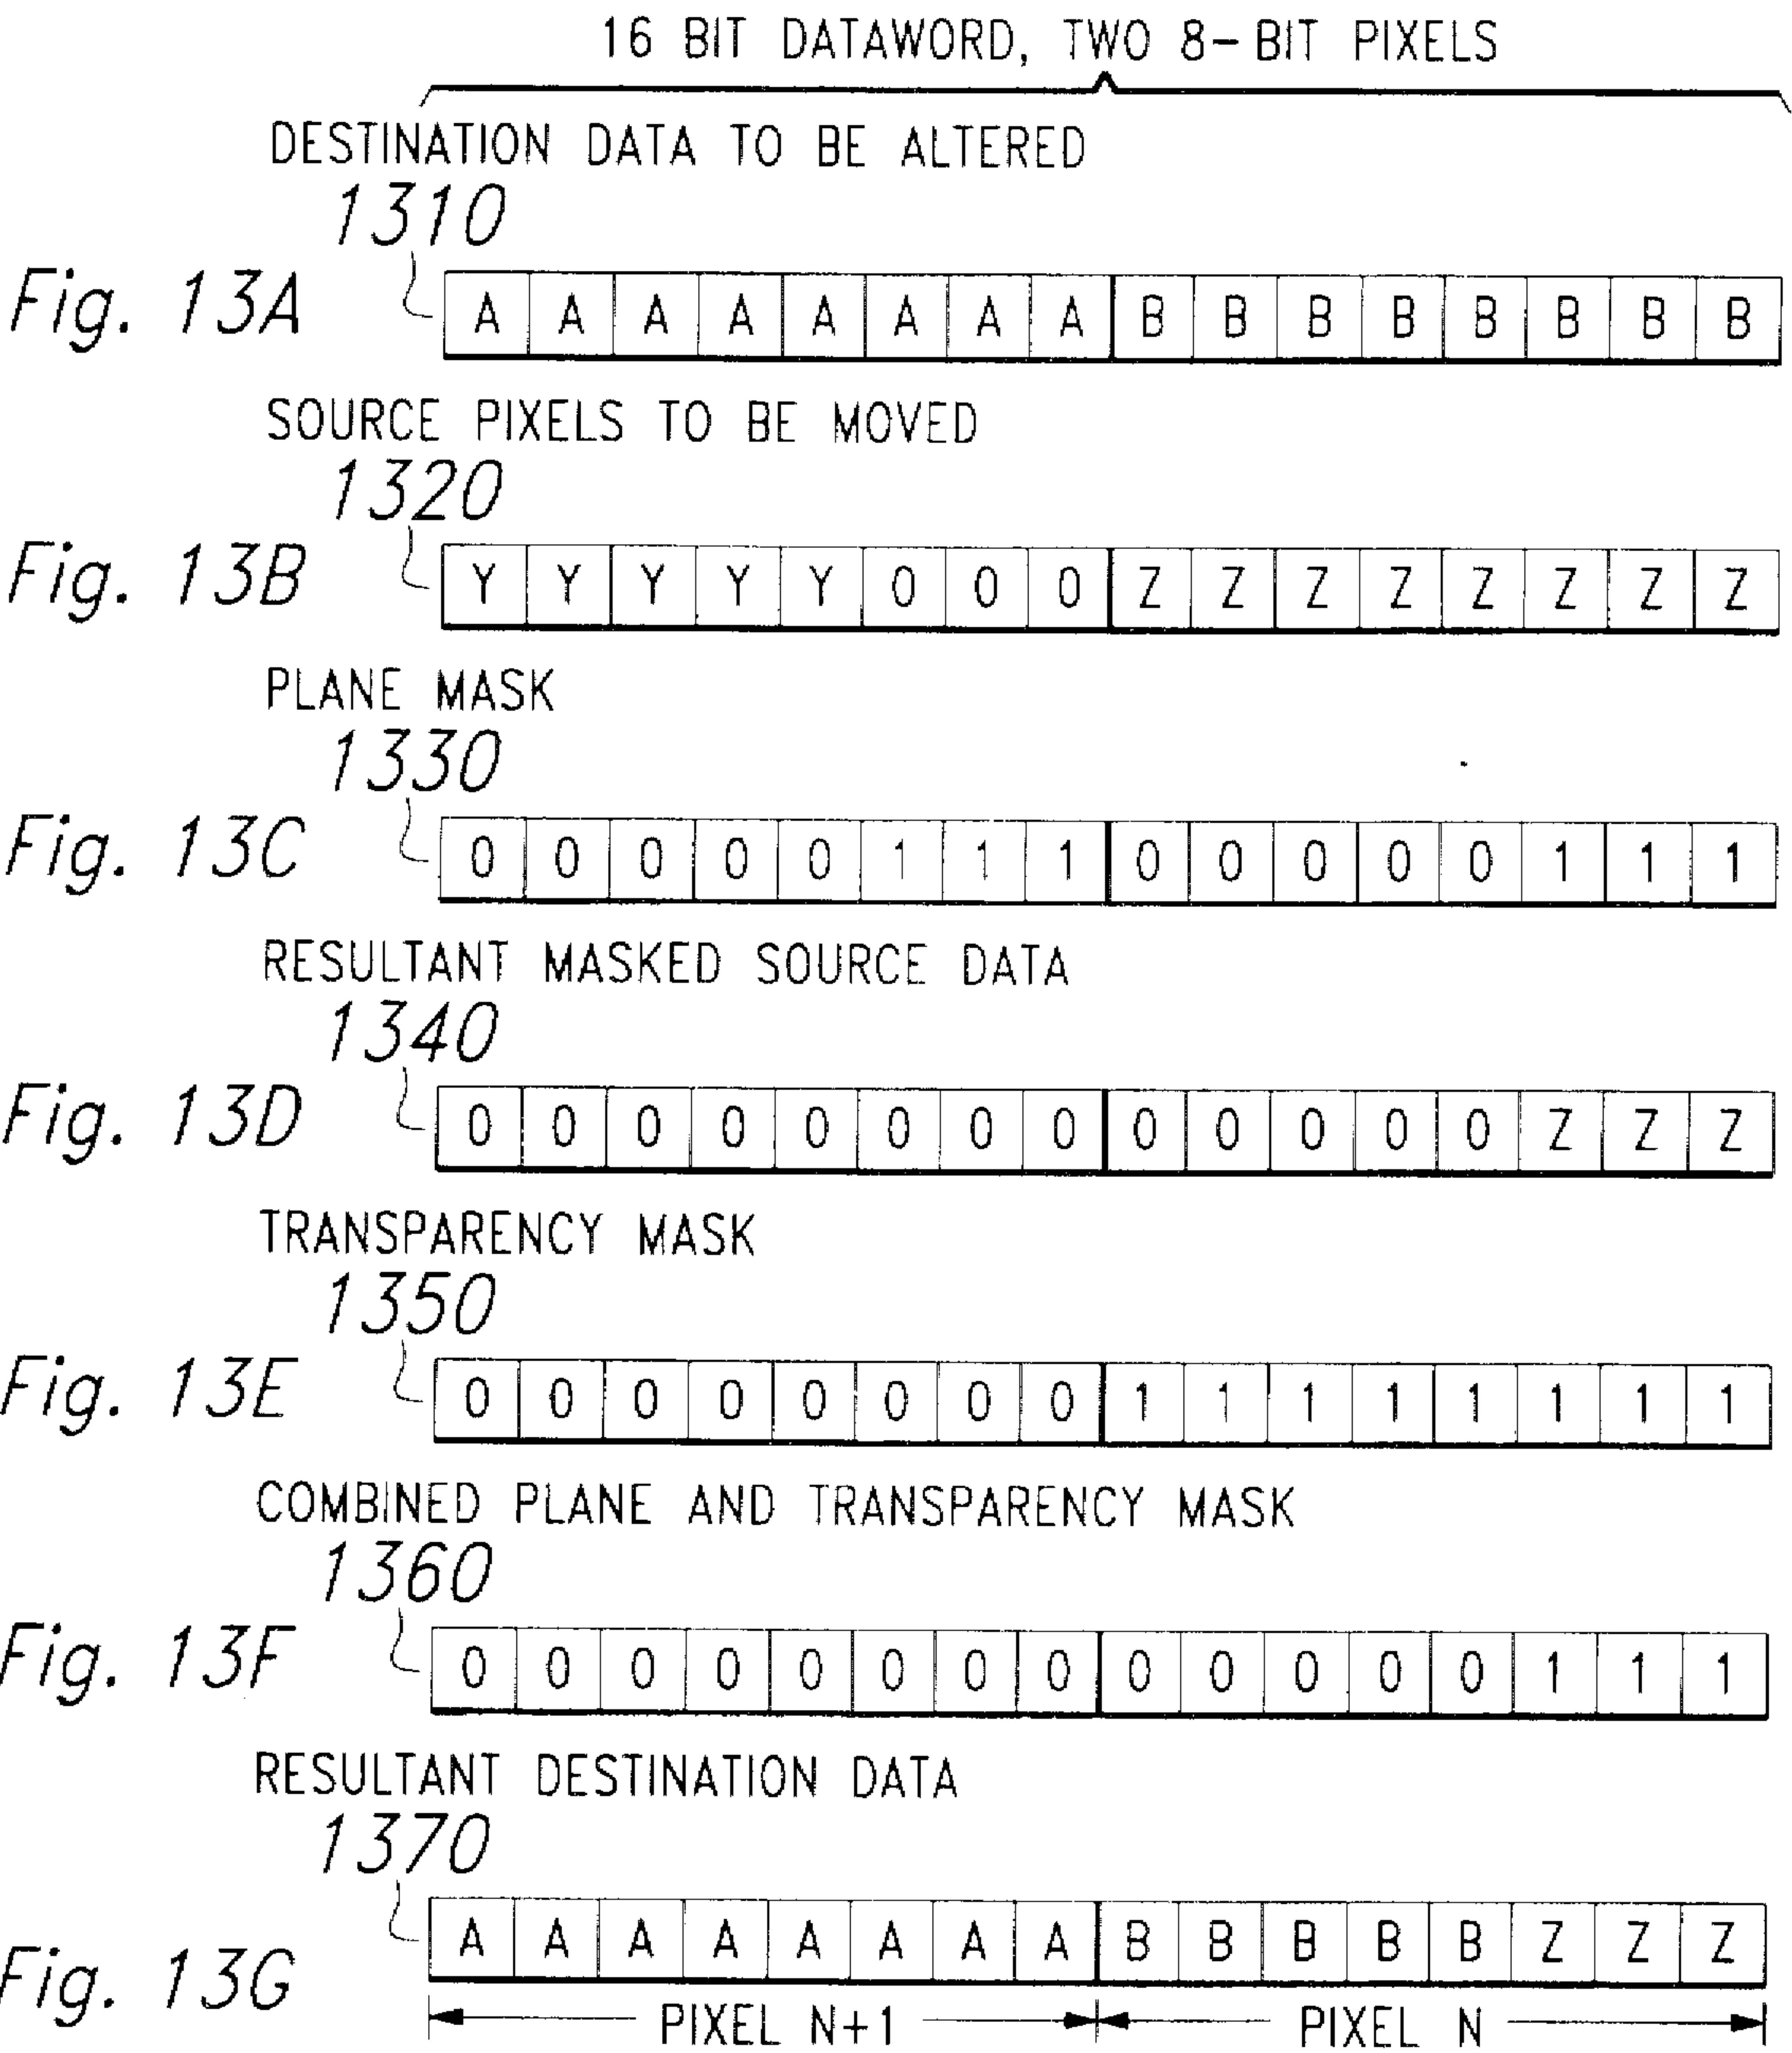 16 BIT DATAWORD, TWO 8-BIT PIXELS
DESTINATION DATA TO BE ALTERED
1310
Fig. 13A A A A A A A A A B B B B B B B B
SOURCE PIXELS TO BE MOVED
1320
Fig. 13B Y Y Y Y Y 0 0 0 Z Z Z Z Z Z Z Z
PLANE MASK
1330
Fig. 13C 0 0 0 0 0 1 1 1 0 0 0 0 0 1 1 1
RESULTANT MASKED SOURCE DATA
1340
Fig. 13D 0 0 0 0 0 0 0 0 0 0 0 0 0 Z Z Z
TRANSPARENCY MASK
1350
Fig. 13E 0 0 0 0 0 0 0 0 1 1 1 1 1 1 1 1
COMBINED PLANE AND TRANSPARENCY MASK
1360
Fig. 13F 0 0 0 0 0 0 0 0 0 0 0 0 0 1 1 1
RESULTANT DESTINATION DATA
1370
Fig. 13G A A A A A A A A B B B B B Z Z Z
PIXEL N+1 PIXEL N